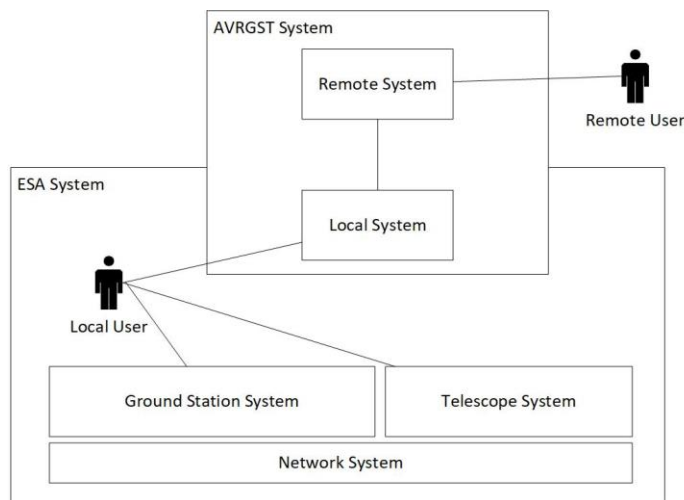 AVRGST System
Remote System
Remote User
ESA System
Local System
Local User
Ground Station System
Telescope System
Network System